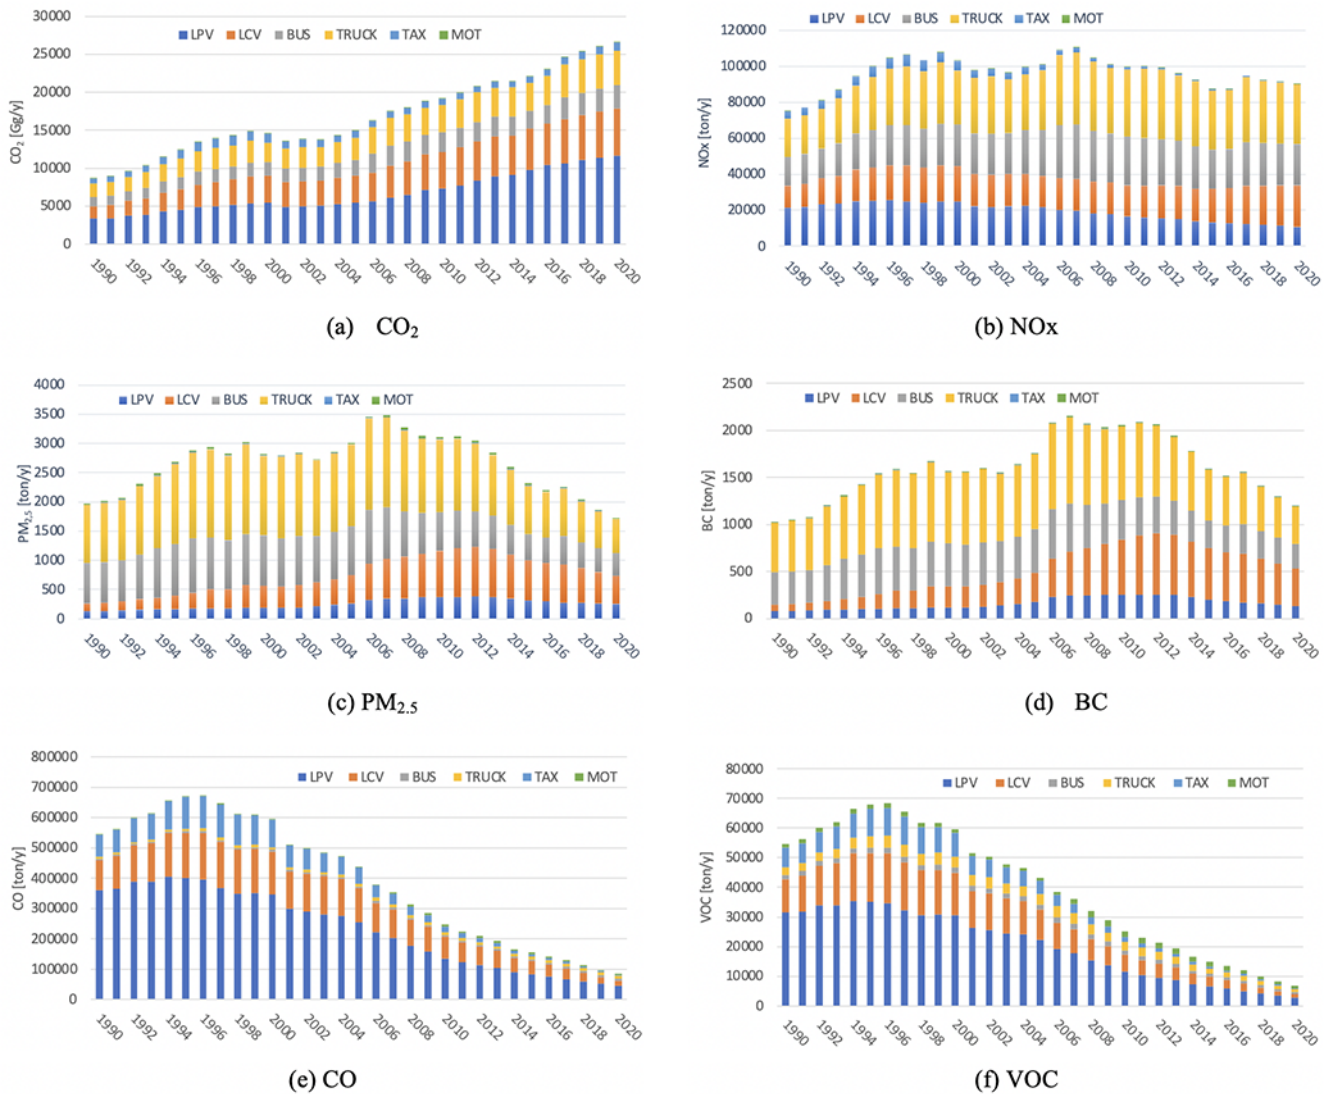 30000
25000
20000
15000
10000
5000
0
CO₂ [Gg/y]
LPV LCV BUS TRUCK TAX MOT
1990 1992 1994 1996 1998 2000 2002 2004 2006 2008 2010 2012 2014 2016 2018 2020
(a) CO₂
120000
100000
80000
60000
40000
20000
0
NOx [ton/y]
LPV LCV BUS TRUCK TAX MOT
1990 1992 1994 1996 1998 2000 2002 2004 2006 2008 2010 2012 2014 2016 2018 2020
(b) NOx
4000
3500
3000
2500
2000
1500
1000
500
0
PM₂.₅ [ton/y]
LPV LCV BUS TRUCK TAX MOT
1990 1992 1994 1996 1998 2000 2002 2004 2006 2008 2010 2012 2014 2016 2018 2020
(c) PM₂.₅
2500
2000
1500
1000
500
0
BC [ton/y]
LPV LCV BUS TRUCK TAX MOT
1990 1992 1994 1996 1998 2000 2002 2004 2006 2008 2010 2012 2014 2016 2018 2020
(d) BC
800000
700000
600000
500000
400000
300000
200000
100000
0
CO [ton/y]
LPV LCV BUS TRUCK TAX MOT
1990 1992 1994 1996 1998 2000 2002 2004 2006 2008 2010 2012 2014 2016 2018 2020
(e) CO
80000
70000
60000
50000
40000
30000
20000
10000
0
VOC [ton/y]
LPV LCV BUS TRUCK TAX MOT
1990 1992 1994 1996 1998 2000 2002 2004 2006 2008 2010 2012 2014 2016 2018 2020
(f) VOC